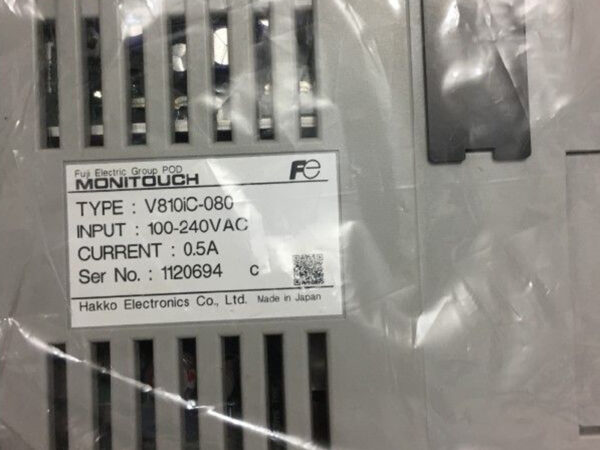 Fuji Electric Group POD
MONITOUCH
Fe
TYPE : V810iC-080
INPUT : 100-240VAC
CURRENT : 0.5A
Ser No. : 1120694 c
Hakko Electronics Co., Ltd. Made in Japan